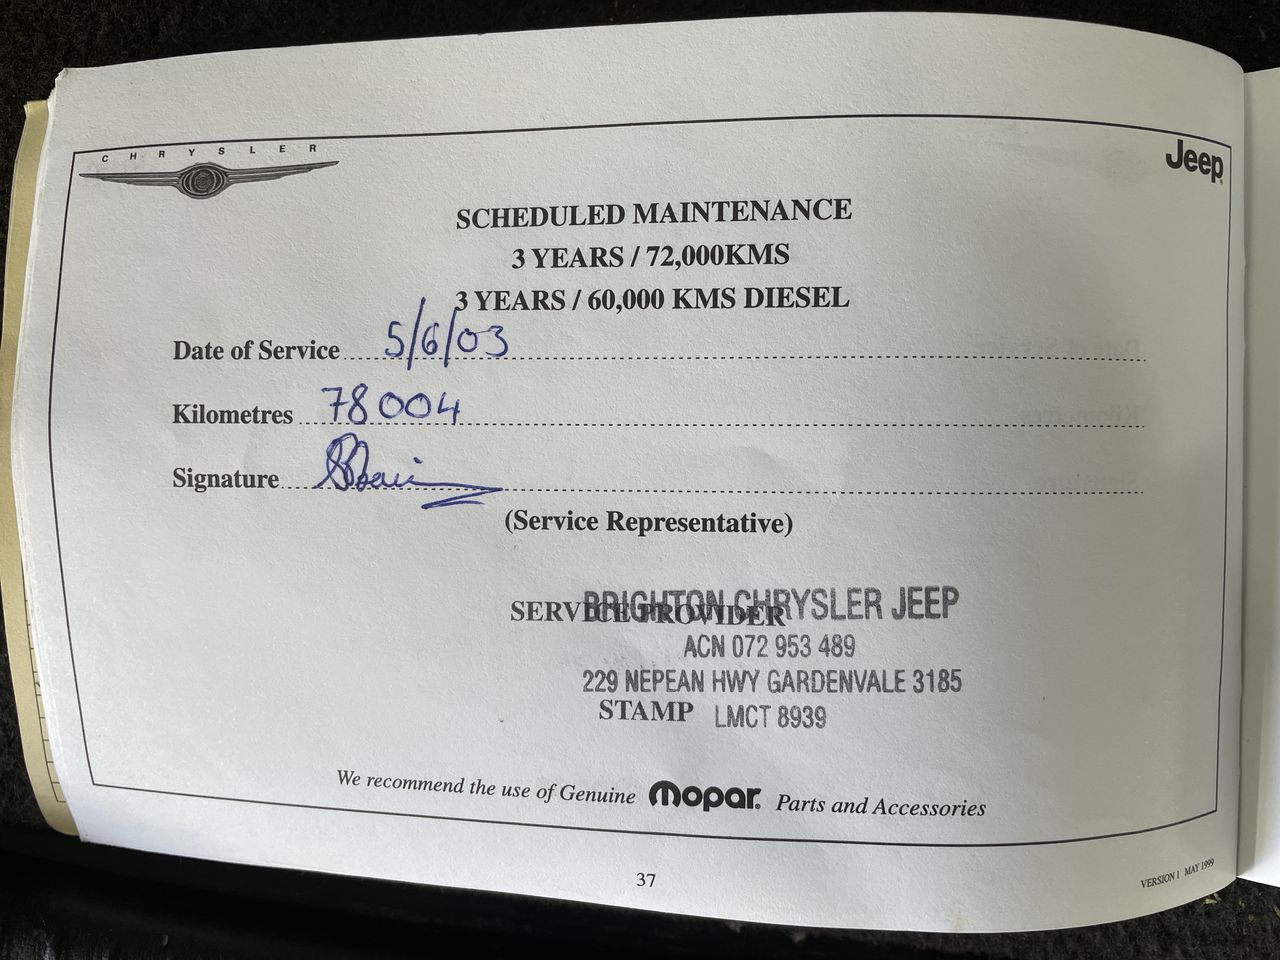 CHRYSLER
Jeep
SCHEDULED MAINTENANCE
3 YEARS / 72,000KMS
3 YEARS / 60,000 KMS DIESEL
Date of Service 5/6/03
Kilometres 78004
Signature
(Service Representative)
SERVICE PROVIDER
BRIGHTON CHRYSLER JEEP
ACN 072 953 489
229 NEPEAN HWY GARDENVALE 3185
STAMP LMCT 8939
We recommend the use of Genuine Mopar. Parts and Accessories
37
VERSION 1 MAY 1999